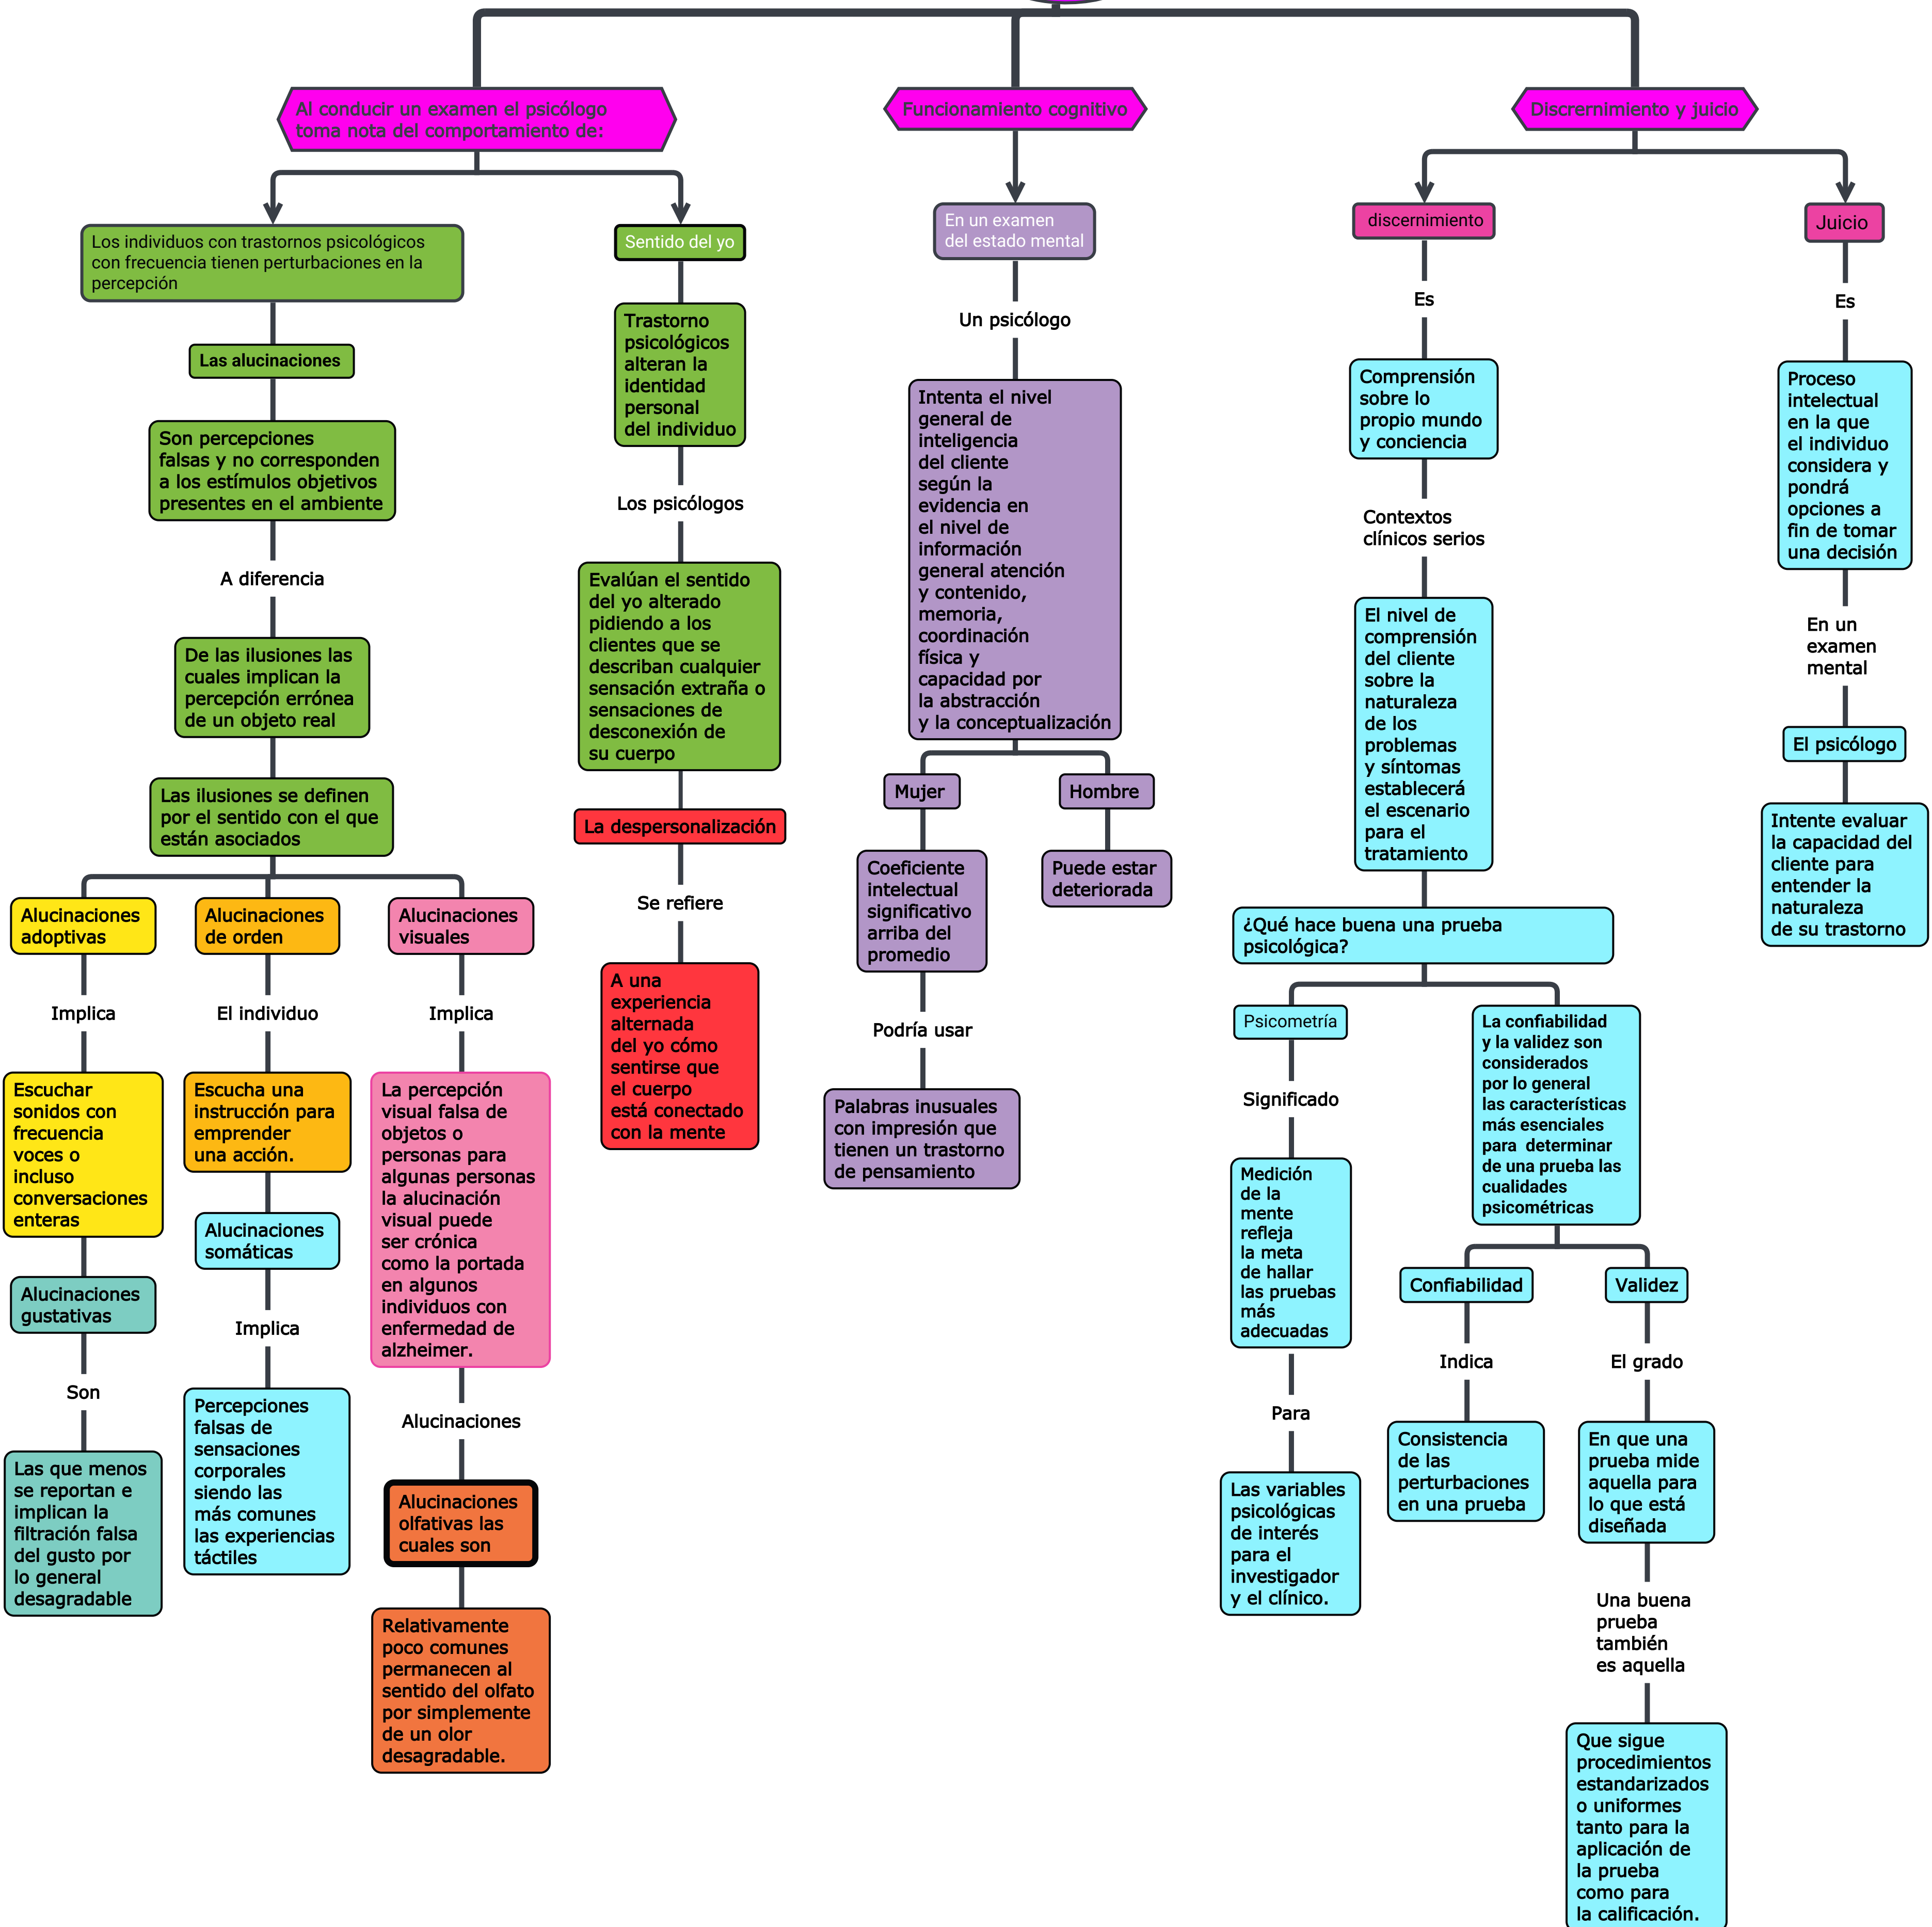 Al conducir un examen el psicólogo
toma nota del comportamiento de:
Los individuos con trastornos psicológicos
con frecuencia tienen perturbaciones en la
percepción
Las alucinaciones
Son percepciones
falsas y no corresponden
a los estímulos objetivos
presentes en el ambiente
A diferencia
De las ilusiones las
cuales implican la
percepción errónea
de un objeto real
Las ilusiones se definen
por el sentido con el que
están asociados
Alucinaciones
adoptivas
Implica
Escuchar
sonidos con
frecuencia
voces o
incluso
conversaciones
enteras
Alucinaciones
gustativas
Son
Las que menos
se reportan e
implican la
filtración falsa
del gusto por
lo general
desagradable
Alucinaciones
de orden
El individuo
Escucha una
instrucción para
emprender
una acción.
Alucinaciones
somáticas
Implica
Percepciones
falsas de
sensaciones
corporales
siendo las
más comunes
las experiencias
táctiles
Alucinaciones
visuales
Implica
La percepción
visual falsa de
objetos o
personas para
algunas personas
la alucinación
visual puede
ser crónica
como la portada
en algunos
individuos con
enfermedad de
alzheimer.
Alucinaciones
Alucinaciones
olfativas las
cuales son
Relativamente
poco comunes
permanecen al
sentido del olfato
por simplemente
de un olor
desagradable.
Sentido del yo
Trastorno
psicológicos
alteran la
identidad
personal
del individuo
Los psicólogos
Evalúan el sentido
del yo alterado
pidiendo a los
clientes que se
describan cualquier
sensación extraña o
sensaciones de
desconexión de
su cuerpo
La despersonalización
Se refiere
A una
experiencia
alternada
del yo cómo
sentirse que
el cuerpo
está conectado
con la mente
Funcionamiento cognitivo
En un examen
del estado mental
Un psicólogo
Intenta el nivel
general de
inteligencia
del cliente
según la
evidencia en
el nivel de
información
general atención
y contenido,
memoria,
coordinación
física y
capacidad por
la abstracción
y la conceptualización
Mujer
Coeficiente
intelectual
significativo
arriba del
promedio
Podría usar
Palabras inusuales
con impresión que
tienen un trastorno
de pensamiento
Hombre
Puede estar
deteriorada
Discrernimiento y juicio
discernimiento
Es
Comprensión
sobre lo
propio mundo
y conciencia
Contextos
clínicos serios
El nivel de
comprensión
del cliente
sobre la
naturaleza
de los
problemas
y síntomas
establecerá
el escenario
para el
tratamiento
¿Qué hace buena una prueba
psicológica?
Psicometría
Significado
Medición
de la
mente
refleja
la meta
de hallar
las pruebas
más
adecuadas
Para
Las variables
psicológicas
de interés
para el
investigador
y el clínico.
La confiabilidad
y la validez son
considerados
por lo general
las características
más esenciales
para  determinar
de una prueba las
cualidades
psicométricas
Confiabilidad
Indica
Consistencia
de las
perturbaciones
en una prueba
Validez
El grado
En que una
prueba mide
aquella para
lo que está
diseñada
Una buena
prueba
también
es aquella
Que sigue
procedimientos
estandarizados
o uniformes
tanto para la
aplicación de
la prueba
como para
la calificación.
Juicio
Es
Proceso
intelectual
en la que
el individuo
considera y
pondrá
opciones a
fin de tomar
una decisión
En un
examen
mental
El psicólogo
Intente evaluar
la capacidad del
cliente para
entender la
naturaleza
de su trastorno